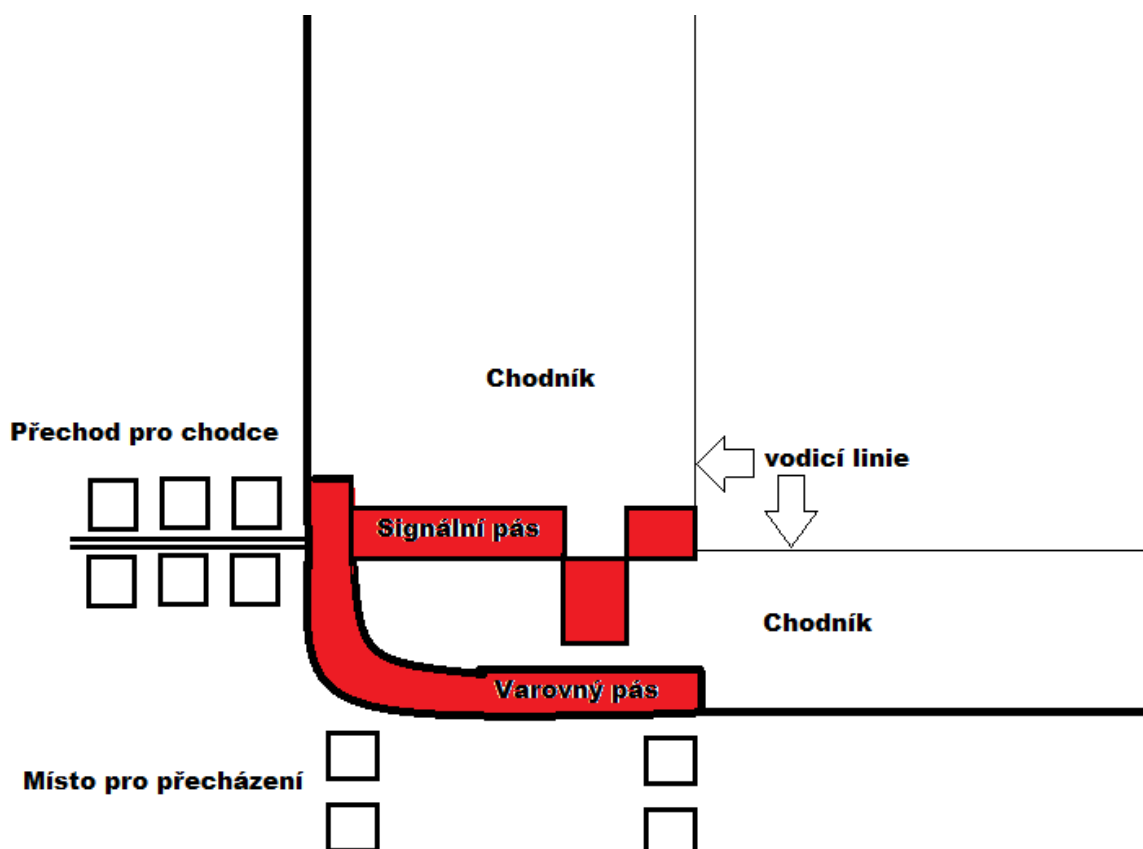 Chodník
Přechod pro chodce
vodicí linie
Signální pás
Chodník
Varovný pás
Místo pro přecházení